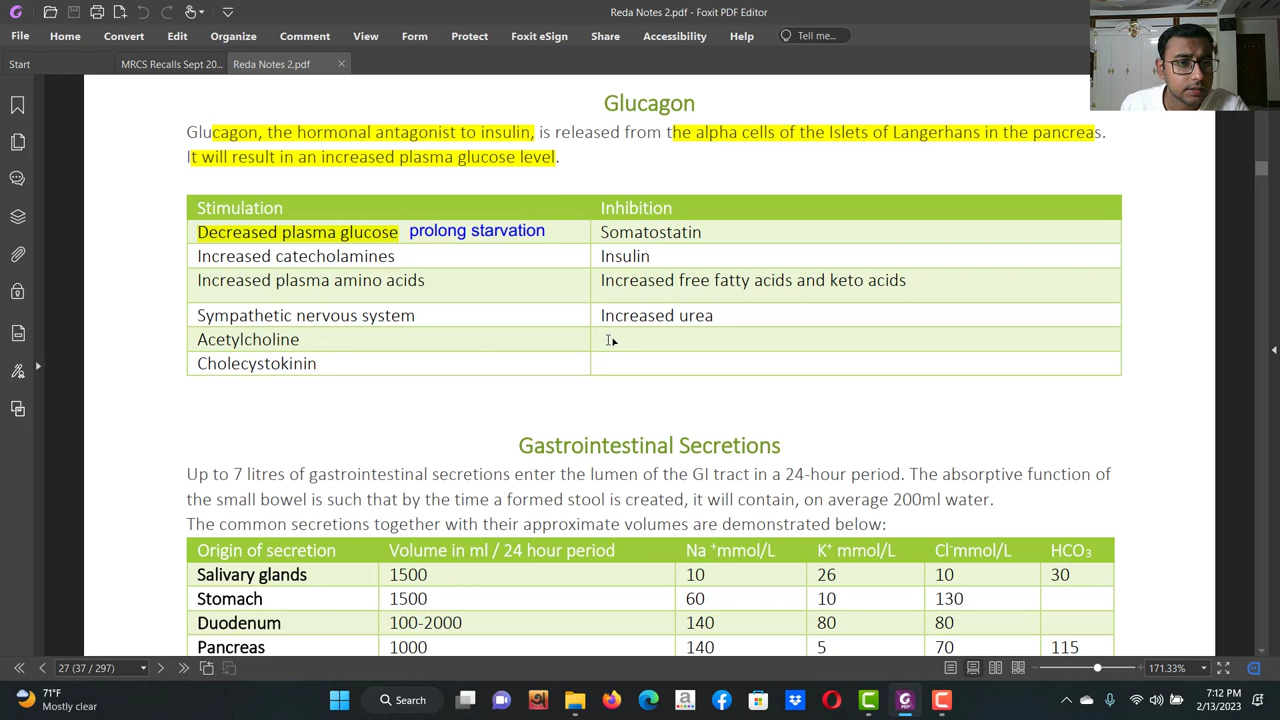 Reda Notes 2.pdf - Foxit PDF Editor
File Home Convert Edit Organize Comment View Form Protect Foxit eSign Share Accessibility Help Tell me...
Start MRCS Recalls Sept 20... Reda Notes 2.pdf
Glucagon
Glucagon, the hormonal antagonist to insulin, is released from the alpha cells of the Islets of Langerhans in the pancreas.
It will result in an increased plasma glucose level.
Stimulation Inhibition
Decreased plasma glucose prolong starvation Somatostatin
Increased catecholamines Insulin
Increased plasma amino acids Increased free fatty acids and keto acids
Sympathetic nervous system Increased urea
Acetylcholine
Cholecystokinin
Gastrointestinal Secretions
Up to 7 litres of gastrointestinal secretions enter the lumen of the GI tract in a 24-hour period. The absorptive function of
the small bowel is such that by the time a formed stool is created, it will contain, on average 200ml water.
The common secretions together with their approximate volumes are demonstrated below:
Origin of secretion Volume in ml / 24 hour period Na +mmol/L K+ mmol/L Cl-mmol/L HCO3
Salivary glands 1500 10 26 10 30
Stomach 1500 60 10 130
Duodenum 100-2000 140 80 80
Pancreas 1000 140 5 70 115
27 (37 / 297) 171.33%
71°F
Mostly clear
Search
7:12 PM
2/13/2023